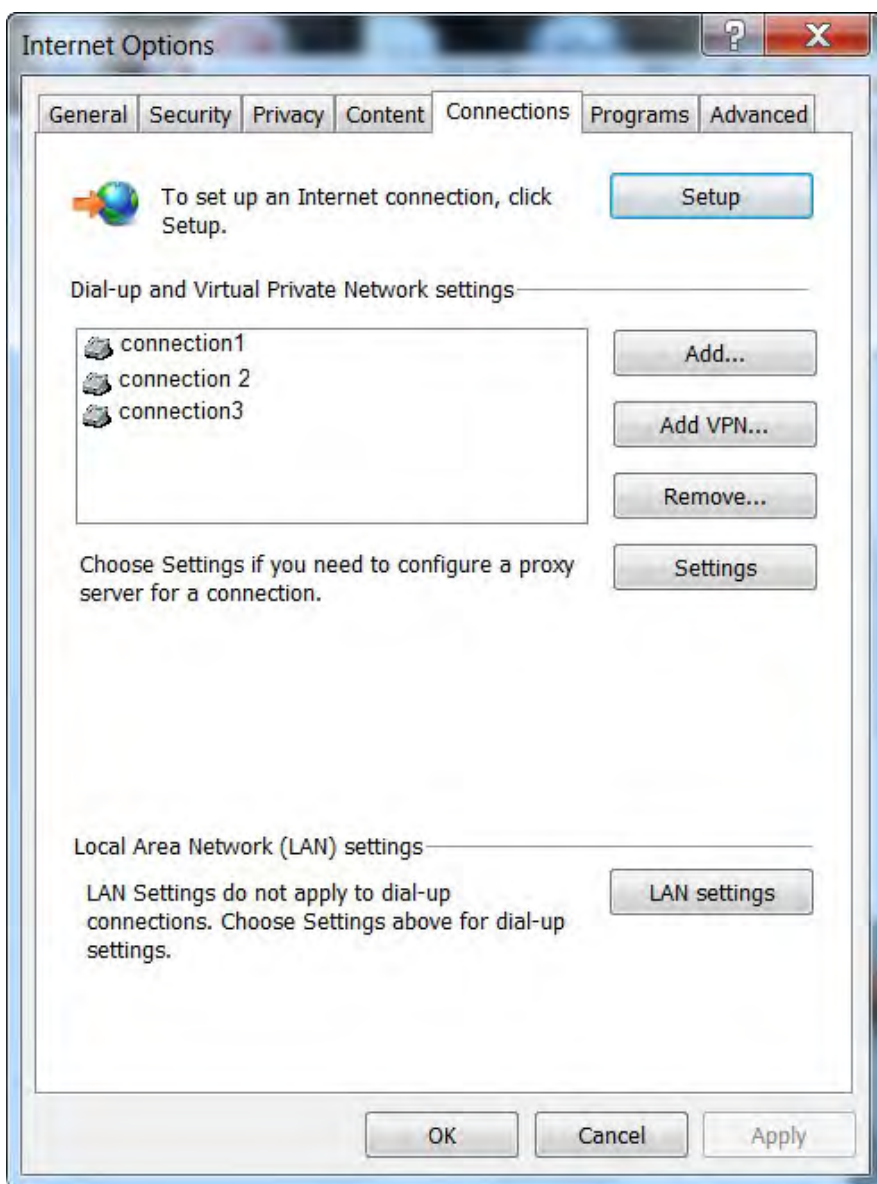 Internet Options
General Security Privacy Content Connections Programs Advanced
To set up an Internet connection, click
Setup.
Setup
Dial-up and Virtual Private Network settings
connection1
connection 2
connection3
Add...
Add VPN...
Remove...
Choose Settings if you need to configure a proxy
server for a connection.
Settings
Local Area Network (LAN) settings
LAN Settings do not apply to dial-up
connections. Choose Settings above for dial-up
settings.
LAN settings
OK Cancel Apply